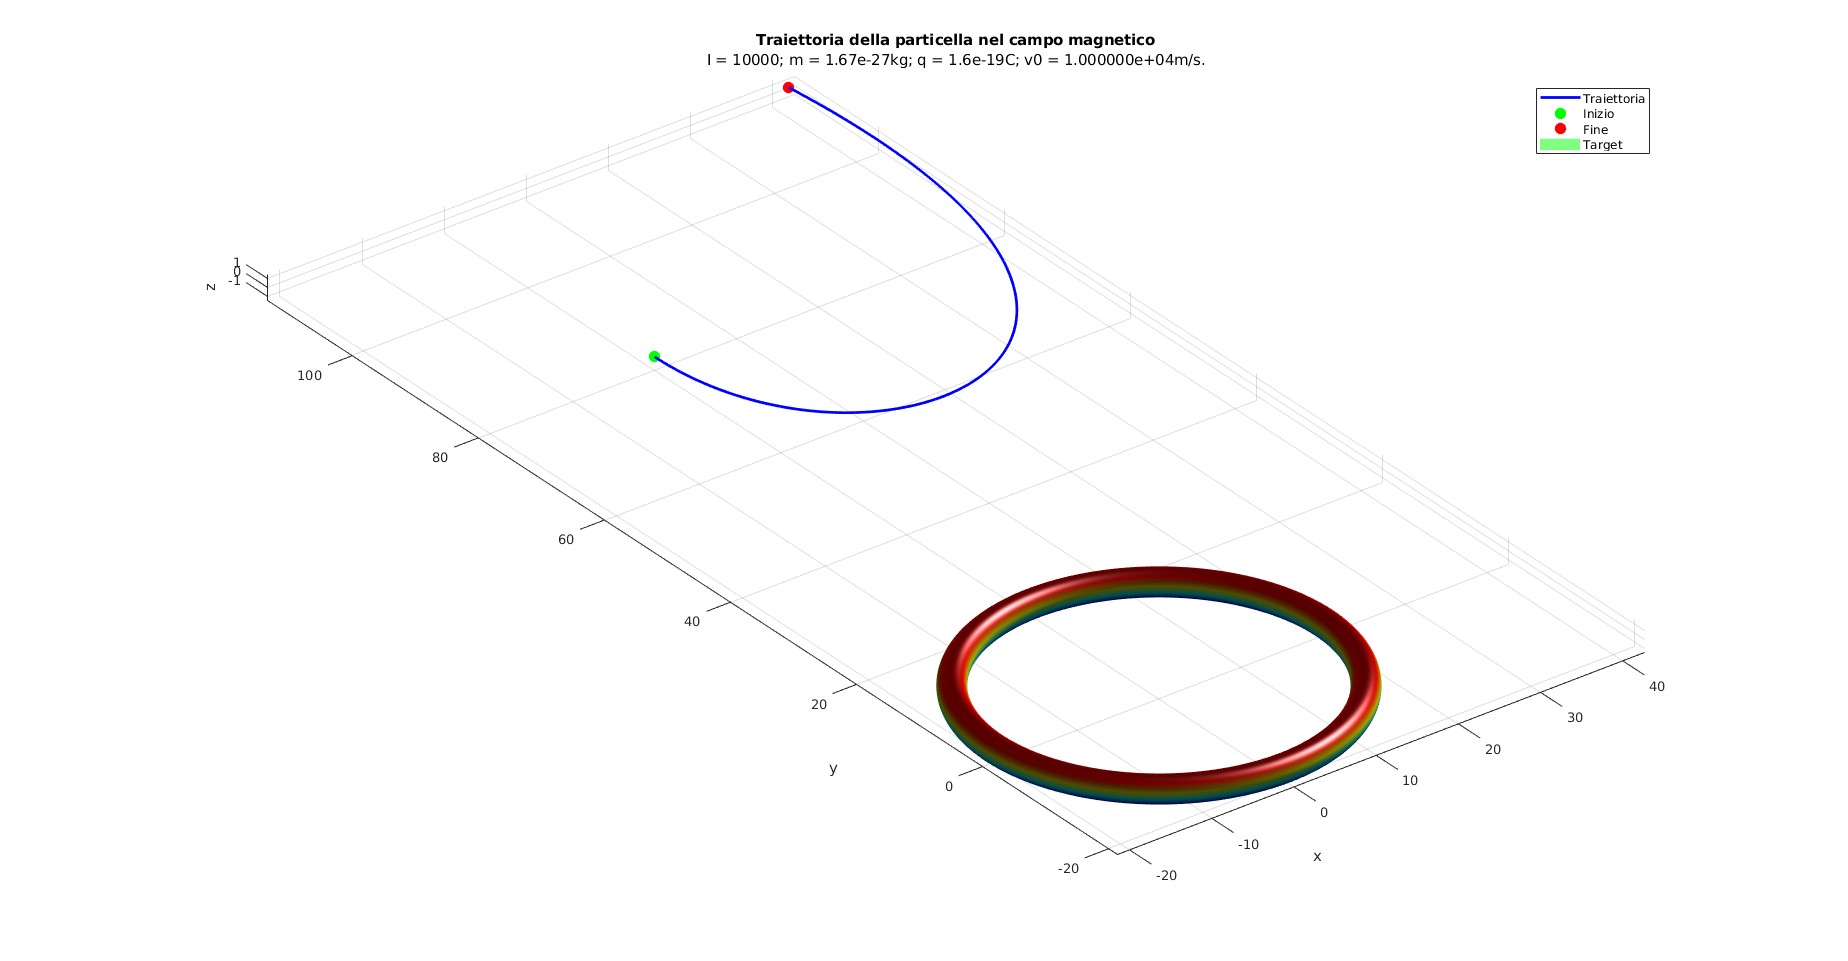 Traiettoria della particella nel campo magnetico
I = 10000; m = 1.67e-27kg; q = 1.6e-19C; v0 = 1.000000e+04m/s.
Traiettoria
Inizio
Fine
Target
1
0
-1
z
100
80
60
40
20
0
-20
y
40
30
20
10
0
-10
-20
x